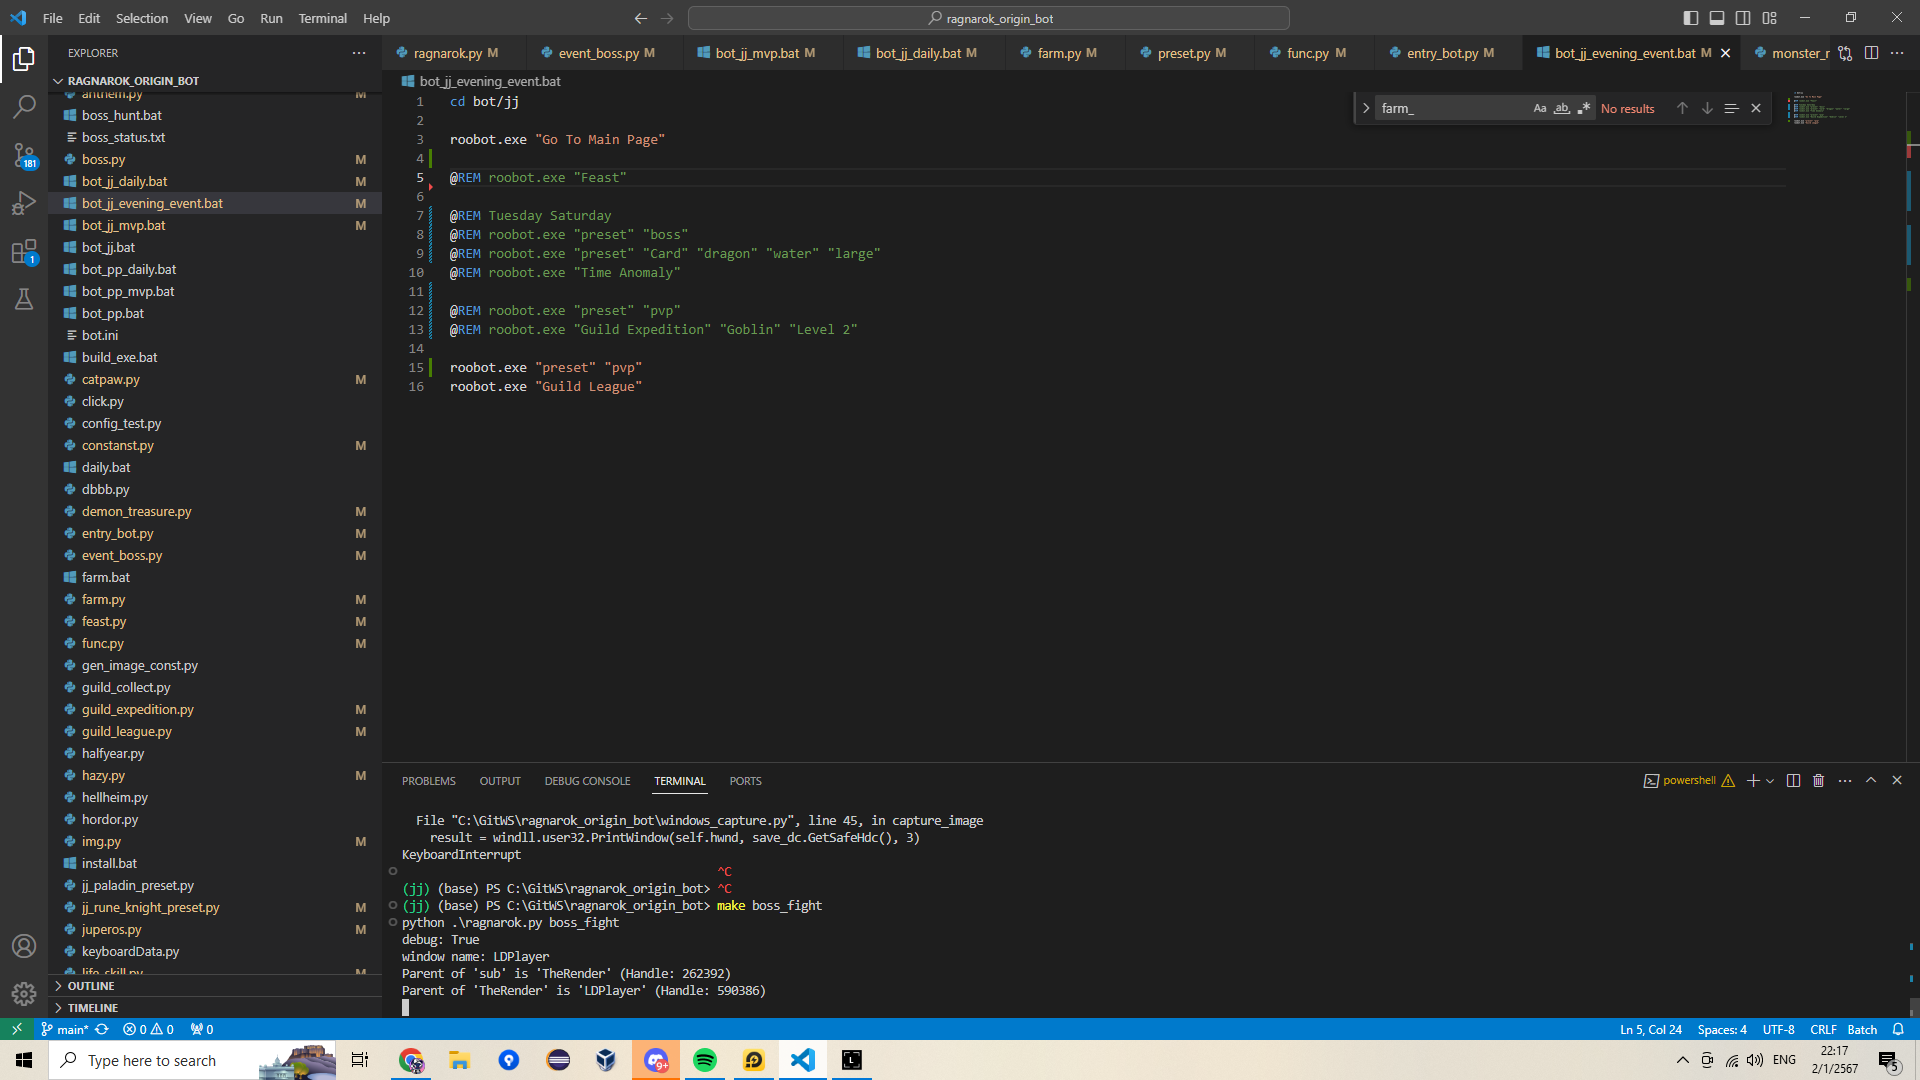 File Edit Selection View Go Run Terminal Help
ragnarok_origin_bot
EXPLORER
RAGNAROK_ORIGIN_BOT
anthem.py M
boss_hunt.bat
boss_status.txt
boss.py M
bot_jj_daily.bat M
bot_jj_evening_event.bat M
bot_jj_mvp.bat M
bot_jj.bat
bot_pp_daily.bat
bot_pp_mvp.bat
bot_pp.bat
bot.ini
build_exe.bat
catpaw.py M
click.py
config_test.py
constanst.py M
daily.bat
dbbb.py
demon_treasure.py M
entry_bot.py M
event_boss.py M
farm.bat
farm.py M
feast.py M
func.py M
gen_image_const.py
guild_collect.py
guild_expedition.py M
guild_league.py M
halfyear.py
hazy.py M
hellheim.py
hordor.py
img.py M
install.bat
jj_paladin_preset.py
jj_rune_knight_preset.py M
juperos.py M
keyboardData.py
life_skill.py M
OUTLINE
TIMELINE
181
1
ragnarok.py M event_boss.py M bot_jj_mvp.bat M bot_jj_daily.bat M farm.py M preset.py M func.py M entry_bot.py M bot_jj_evening_event.bat M monster_r
bot_jj_evening_event.bat
farm_ Aa ab .* No results
1 cd bot/jj
2
3 roobot.exe "Go To Main Page"
4
5 @REM roobot.exe "Feast"
6
7 @REM Tuesday Saturday
8 @REM roobot.exe "preset" "boss"
9 @REM roobot.exe "preset" "Card" "dragon" "water" "large"
10 @REM roobot.exe "Time Anomaly"
11
12 @REM roobot.exe "preset" "pvp"
13 @REM roobot.exe "Guild Expedition" "Goblin" "Level 2"
14
15 roobot.exe "preset" "pvp"
16 roobot.exe "Guild League"
PROBLEMS OUTPUT DEBUG CONSOLE TERMINAL PORTS
powershell
File "C:\GitWS\ragnarok_origin_bot\windows_capture.py", line 45, in capture_image
result = windll.user32.PrintWindow(self.hwnd, save_dc.GetSafeHdc(), 3)
KeyboardInterrupt
^C
(jj) (base) PS C:\GitWS\ragnarok_origin_bot> ^C
(jj) (base) PS C:\GitWS\ragnarok_origin_bot> make boss_fight
python .\ragnarok.py boss_fight
debug: True
window name: LDPlayer
Parent of 'sub' is 'TheRender' (Handle: 262392)
Parent of 'TheRender' is 'LDPlayer' (Handle: 590386)
main* 0 0 0
Ln 5, Col 24 Spaces: 4 UTF-8 CRLF Batch
Type here to search
9+
L
ENG
22:17
2/1/2567
5